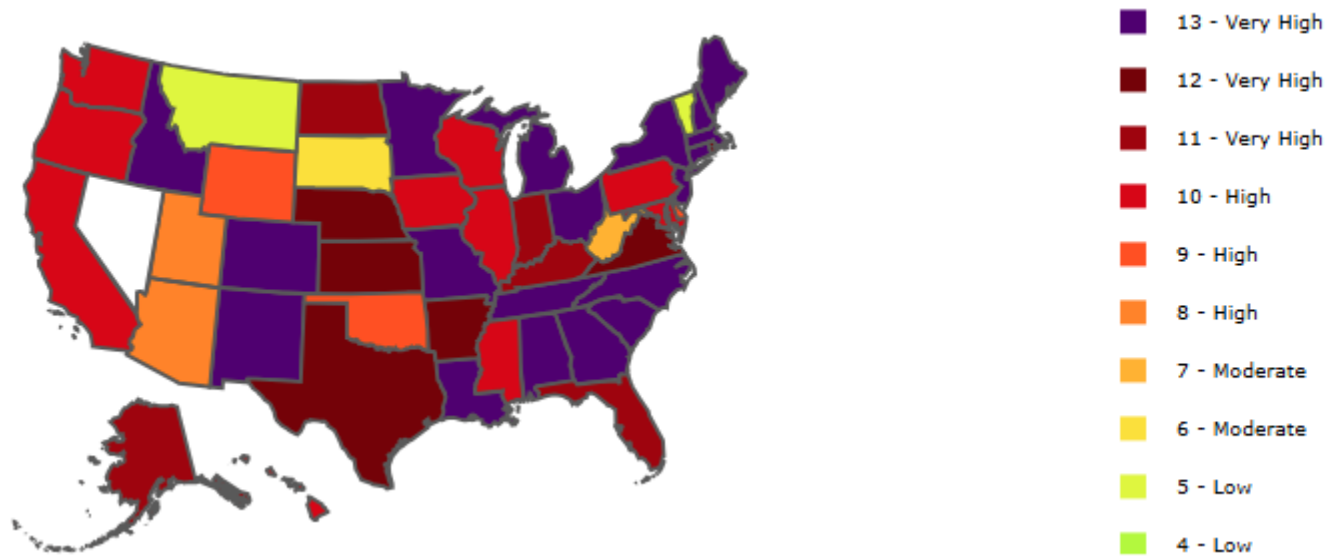 13 - Very High
12 - Very High
11 - Very High
10 - High
9 - High
8 - High
7 - Moderate
6 - Moderate
5 - Low
4 - Low